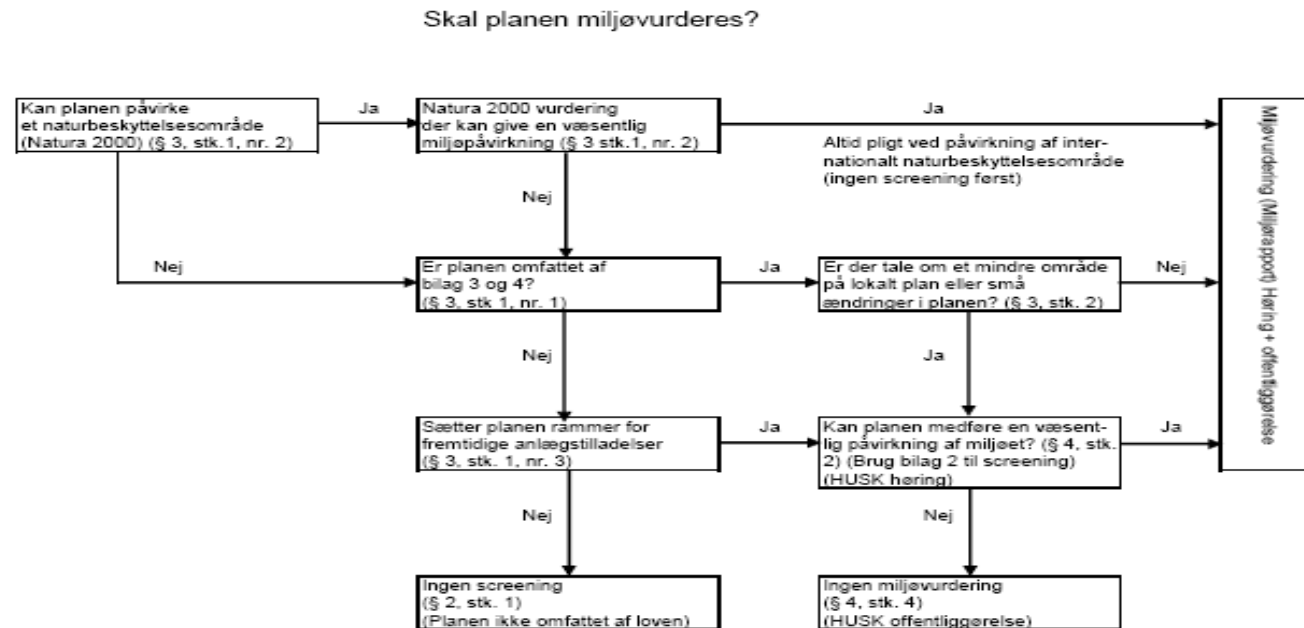 Skal planen miljøvurderes?
Kan planen påvirke
et naturbeskyttelsesområde
(Natura 2000) (§ 3, stk.1, nr. 2)
Ja
Natura 2000 vurdering
der kan give en væsentlig
miljøpåvirkning (§ 3 stk.1, nr. 2)
Ja
Altid pligt ved påvirkning af inter-
nationalt naturbeskyttelsesområde
(ingen screening først)
Miljøvurdering (Miljørapport) Høring + offentliggørelse
Nej
Nej
Er planen omfattet af
bilag 3 og 4?
(§ 3, stk 1, nr. 1)
Ja
Er der tale om et mindre område
på lokalt plan eller små
ændringer i planen? (§ 3, stk. 2)
Nej
Nej
Ja
Sætter planen rammer for
fremtidige anlægstilladelser
(§ 3, stk. 1, nr. 3)
Ja
Kan planen medføre en væsent-
lig påvirkning af miljøet? (§ 4, stk.
2) (Brug bilag 2 til screening)
(HUSK høring)
Ja
Nej
Nej
Ingen screening
(§ 2, stk. 1)
(Planen ikke omfattet af loven)
Ingen miljøvurdering
(§ 4, stk. 4)
(HUSK offentliggørelse)